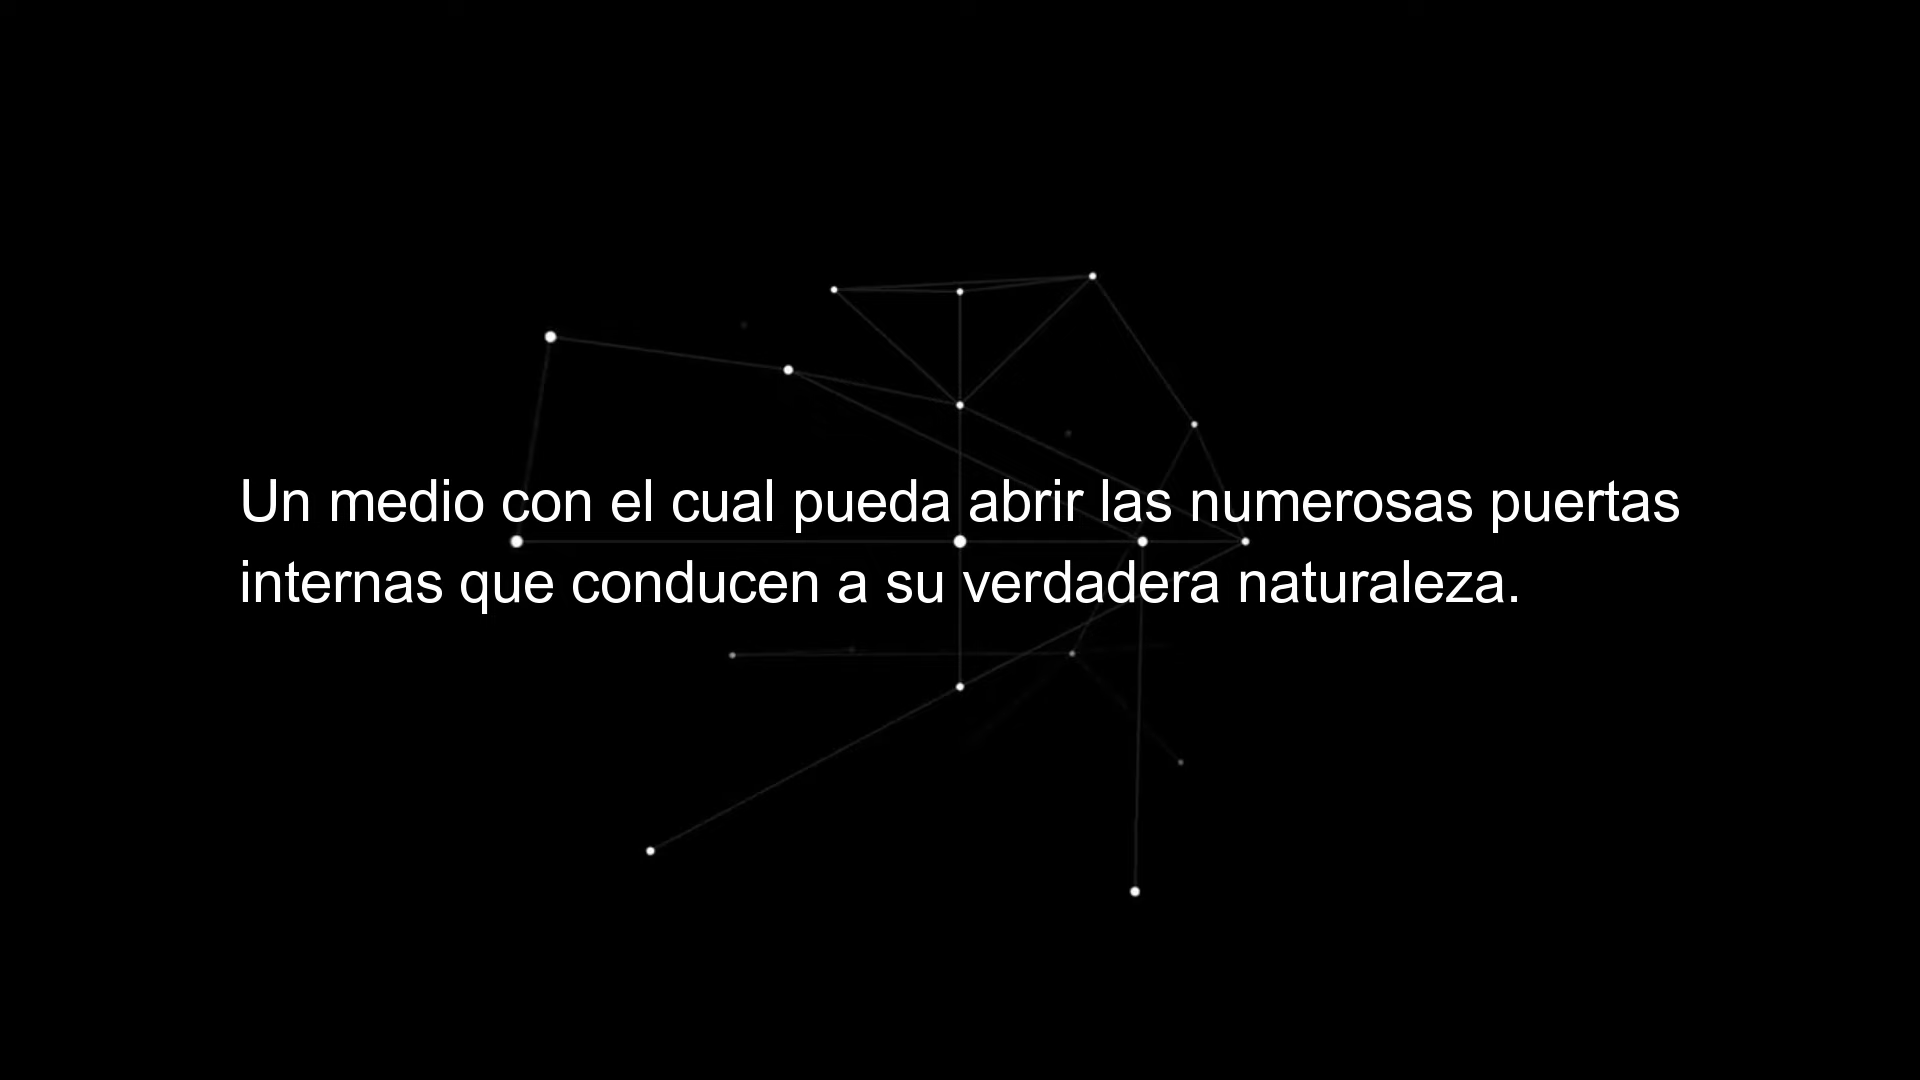 Un medio con el cual pueda abrir las numerosas puertas
internas que conducen a su verdadera naturaleza.